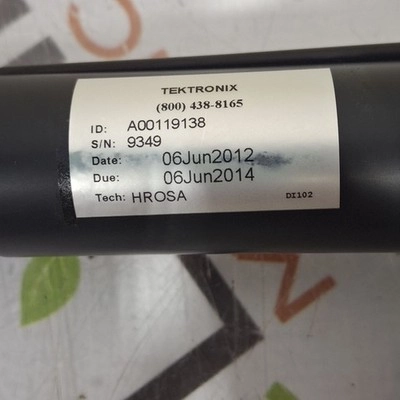 TEKTRONIX
(800) 438-8165
ID: A00119138
S/N: 9349
Date: 06Jun2012
Due: 06Jun2014
Tech: HROSA DI102